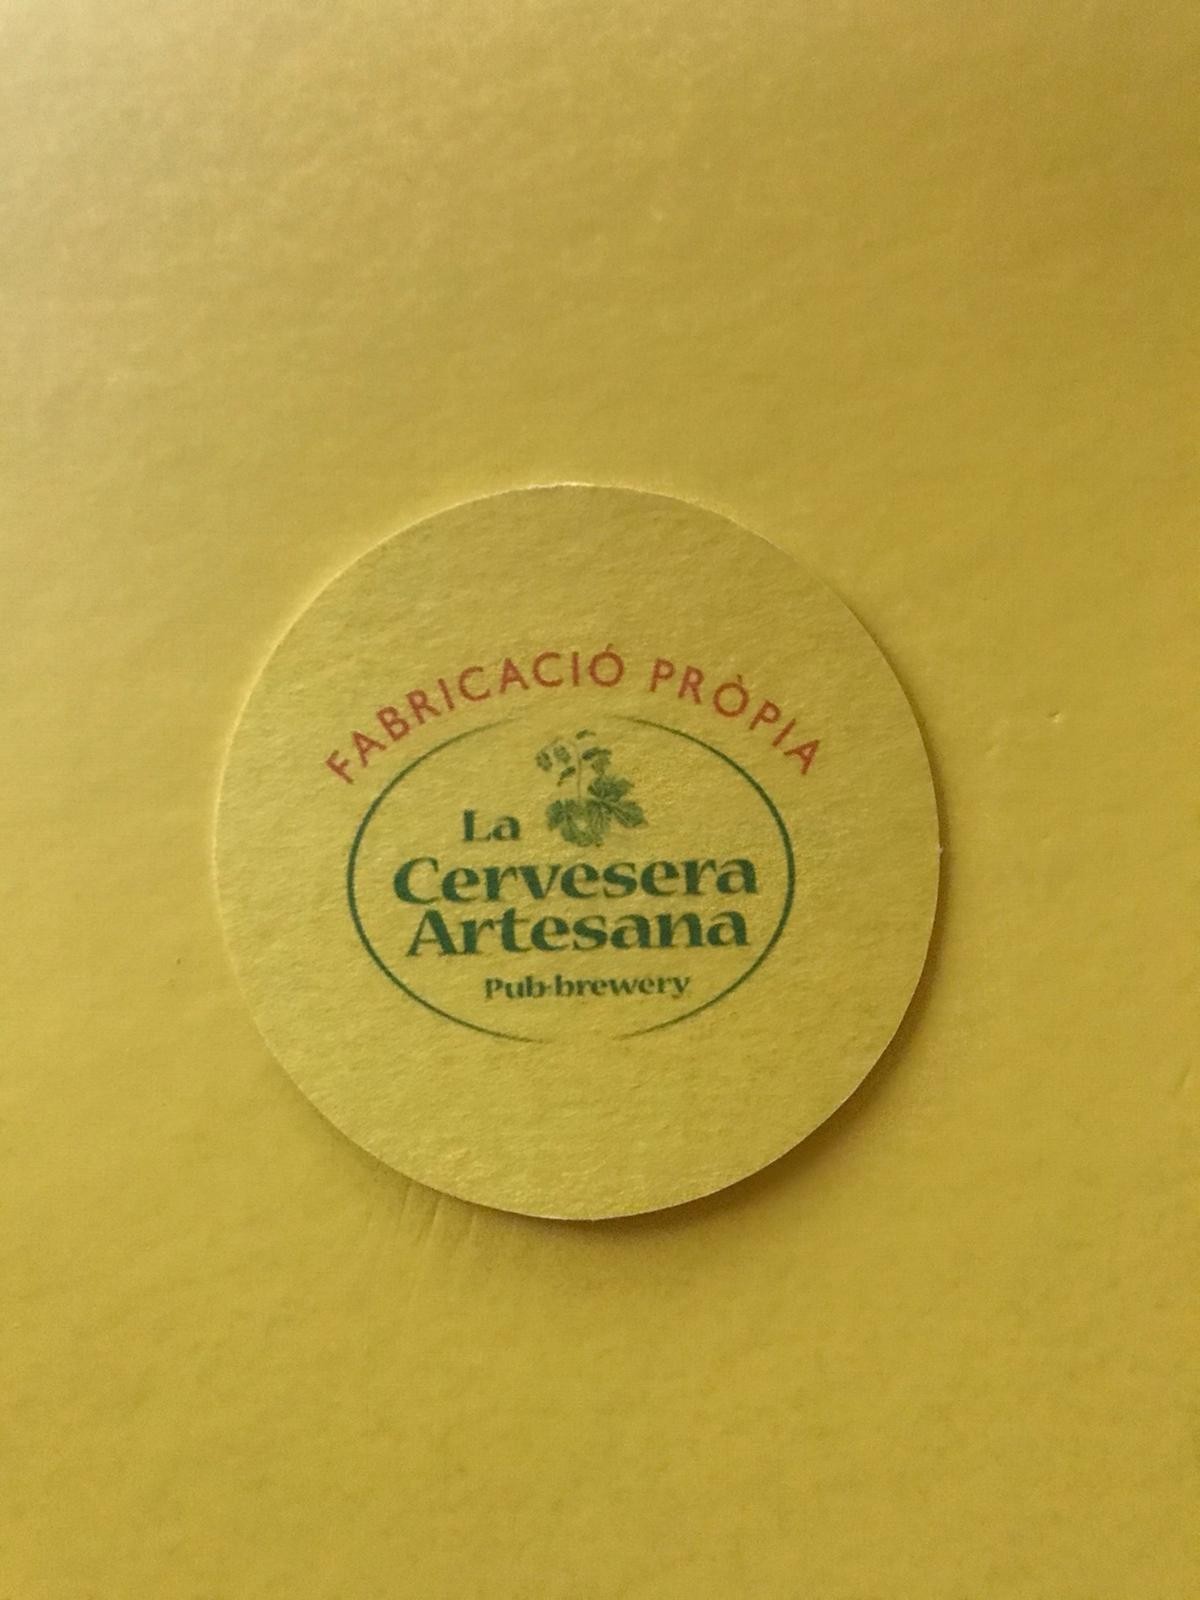 FABRICACIÓ PRÒPIA
La
Cervesera
Artesana
Pub·brewery